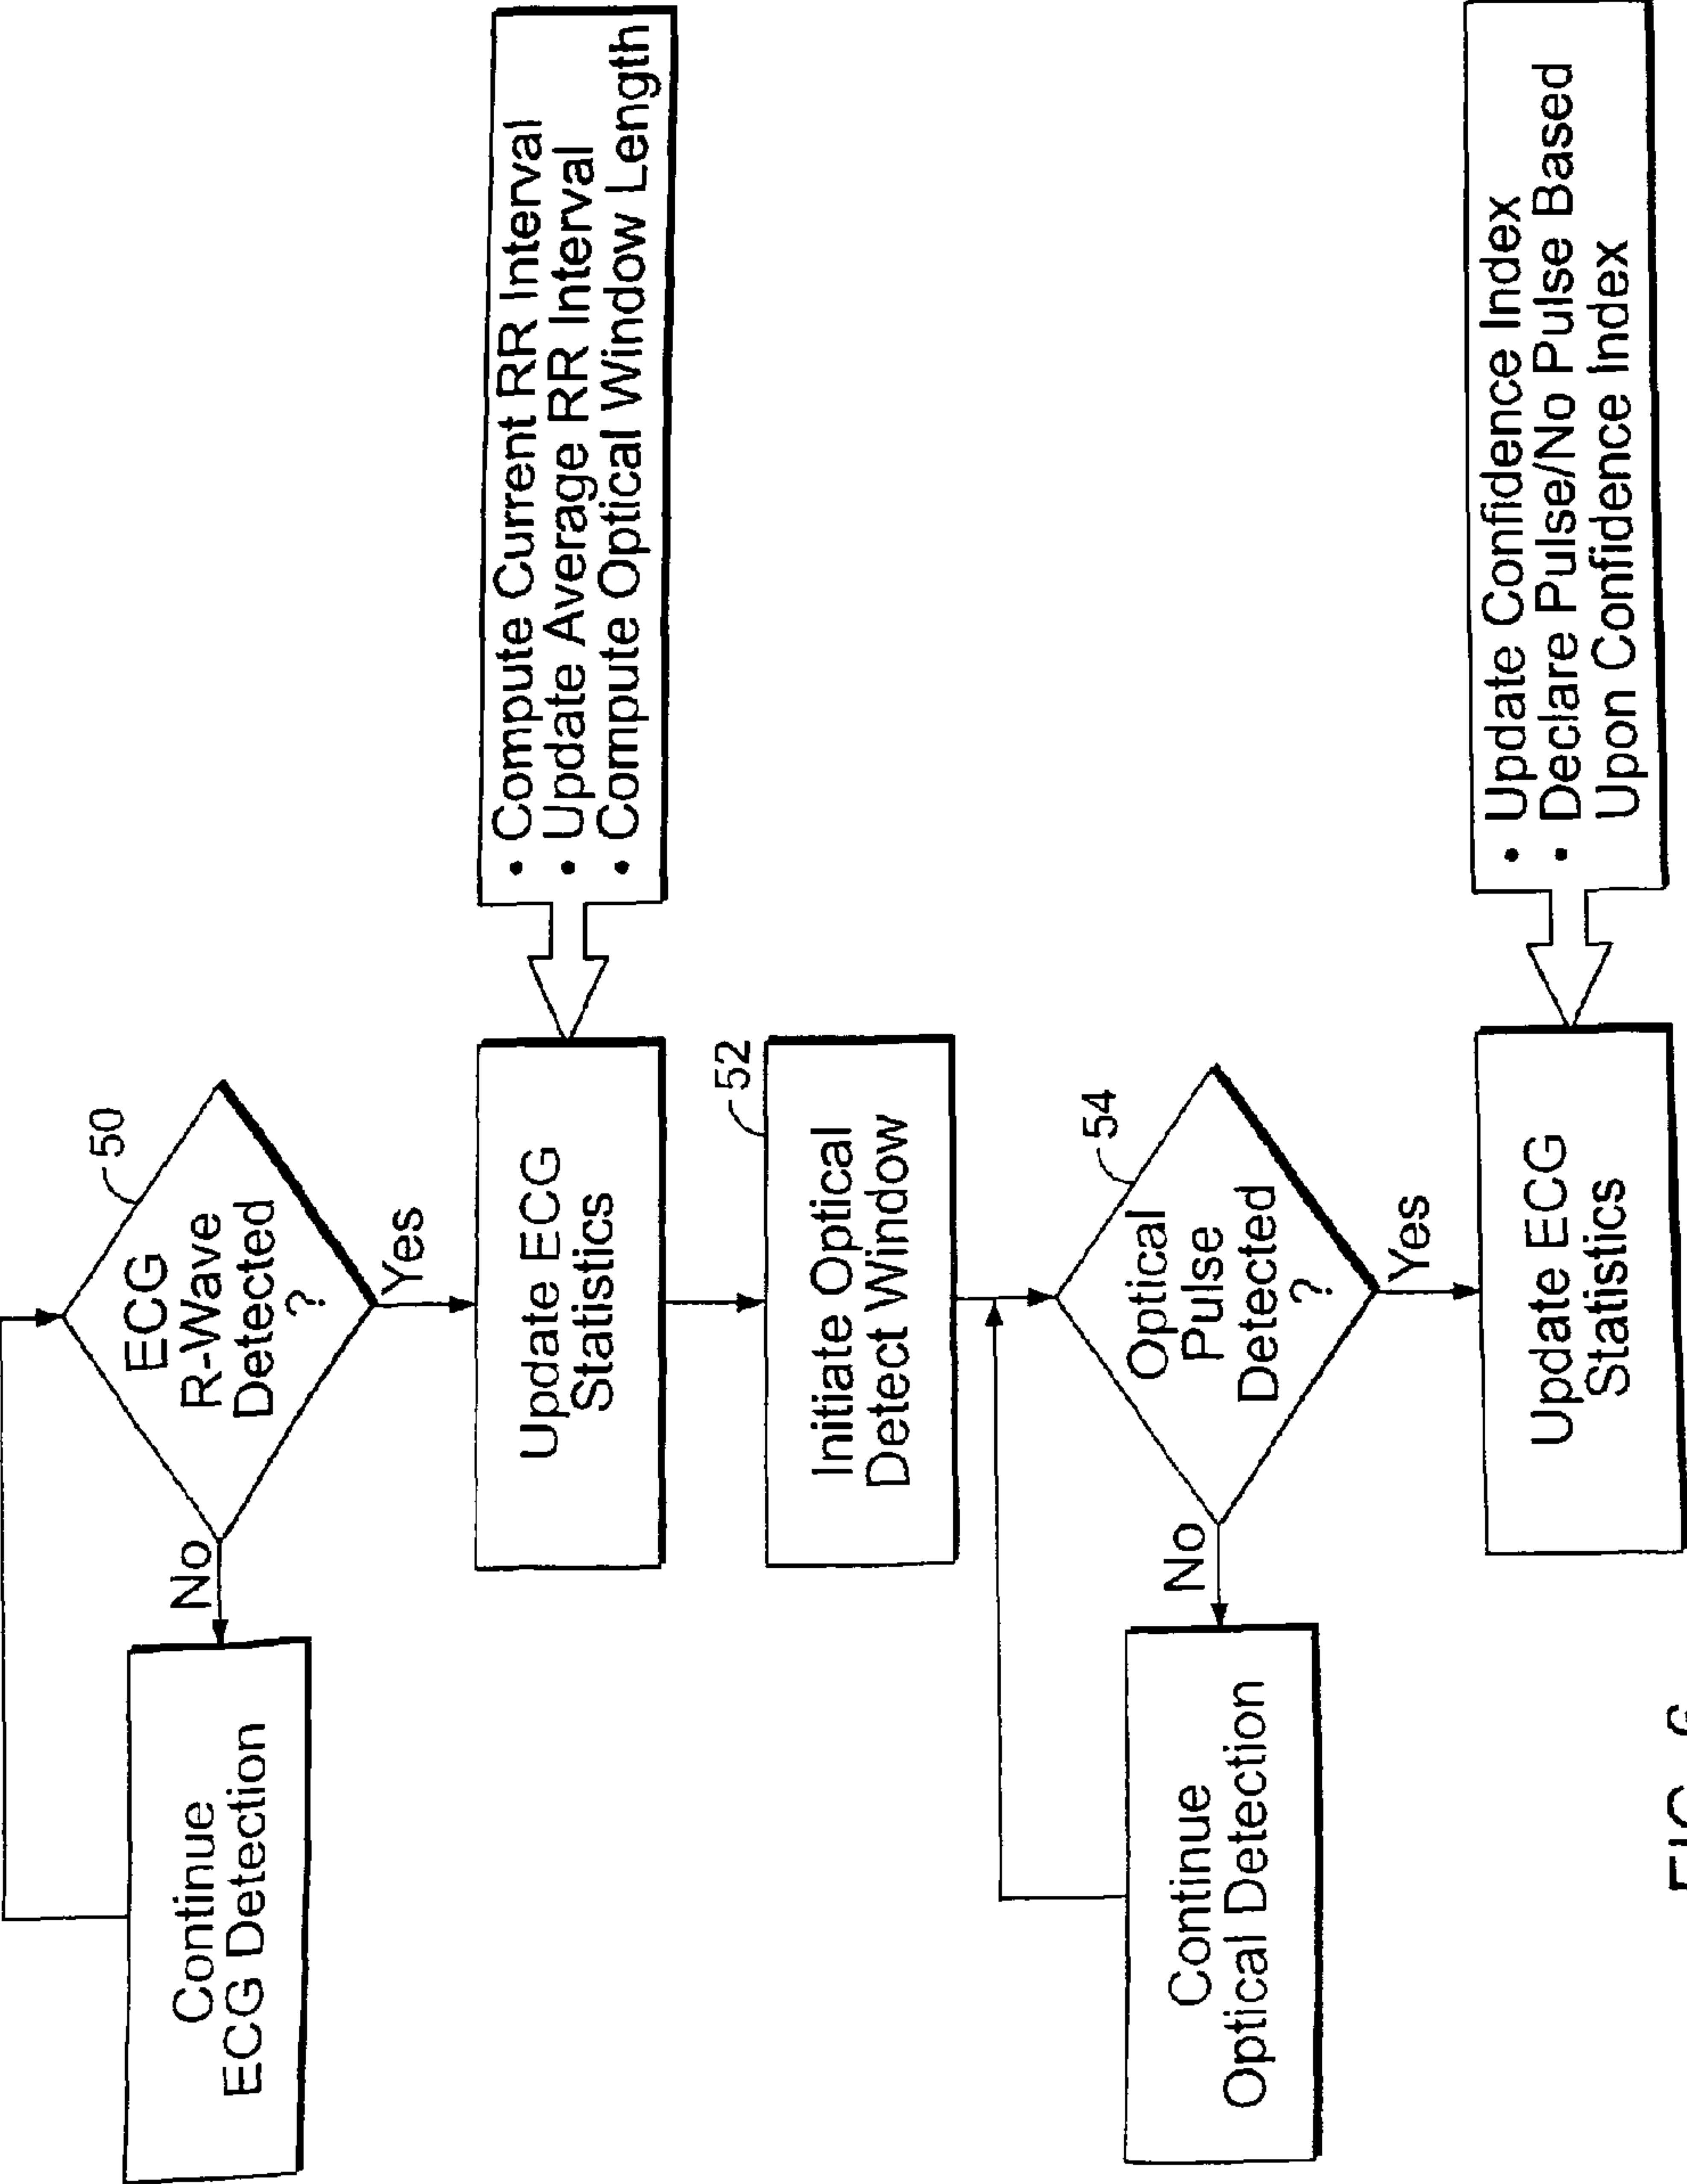 ECG
R-Wave
Detected
?
50
No
Yes
Continue
ECG Detection
Update ECG
Statistics
• Compute Current RR Interval
• Update Average RR Interval
• Compute Optical Window Length
52
Initiate Optical
Detect Window
54
Optical
Pulse
Detected
?
No
Yes
Continue
Optical Detection
Update ECG
Statistics
• Update Confidence Index
• Declare Pulse/No Pulse Based
Upon Confidence Index